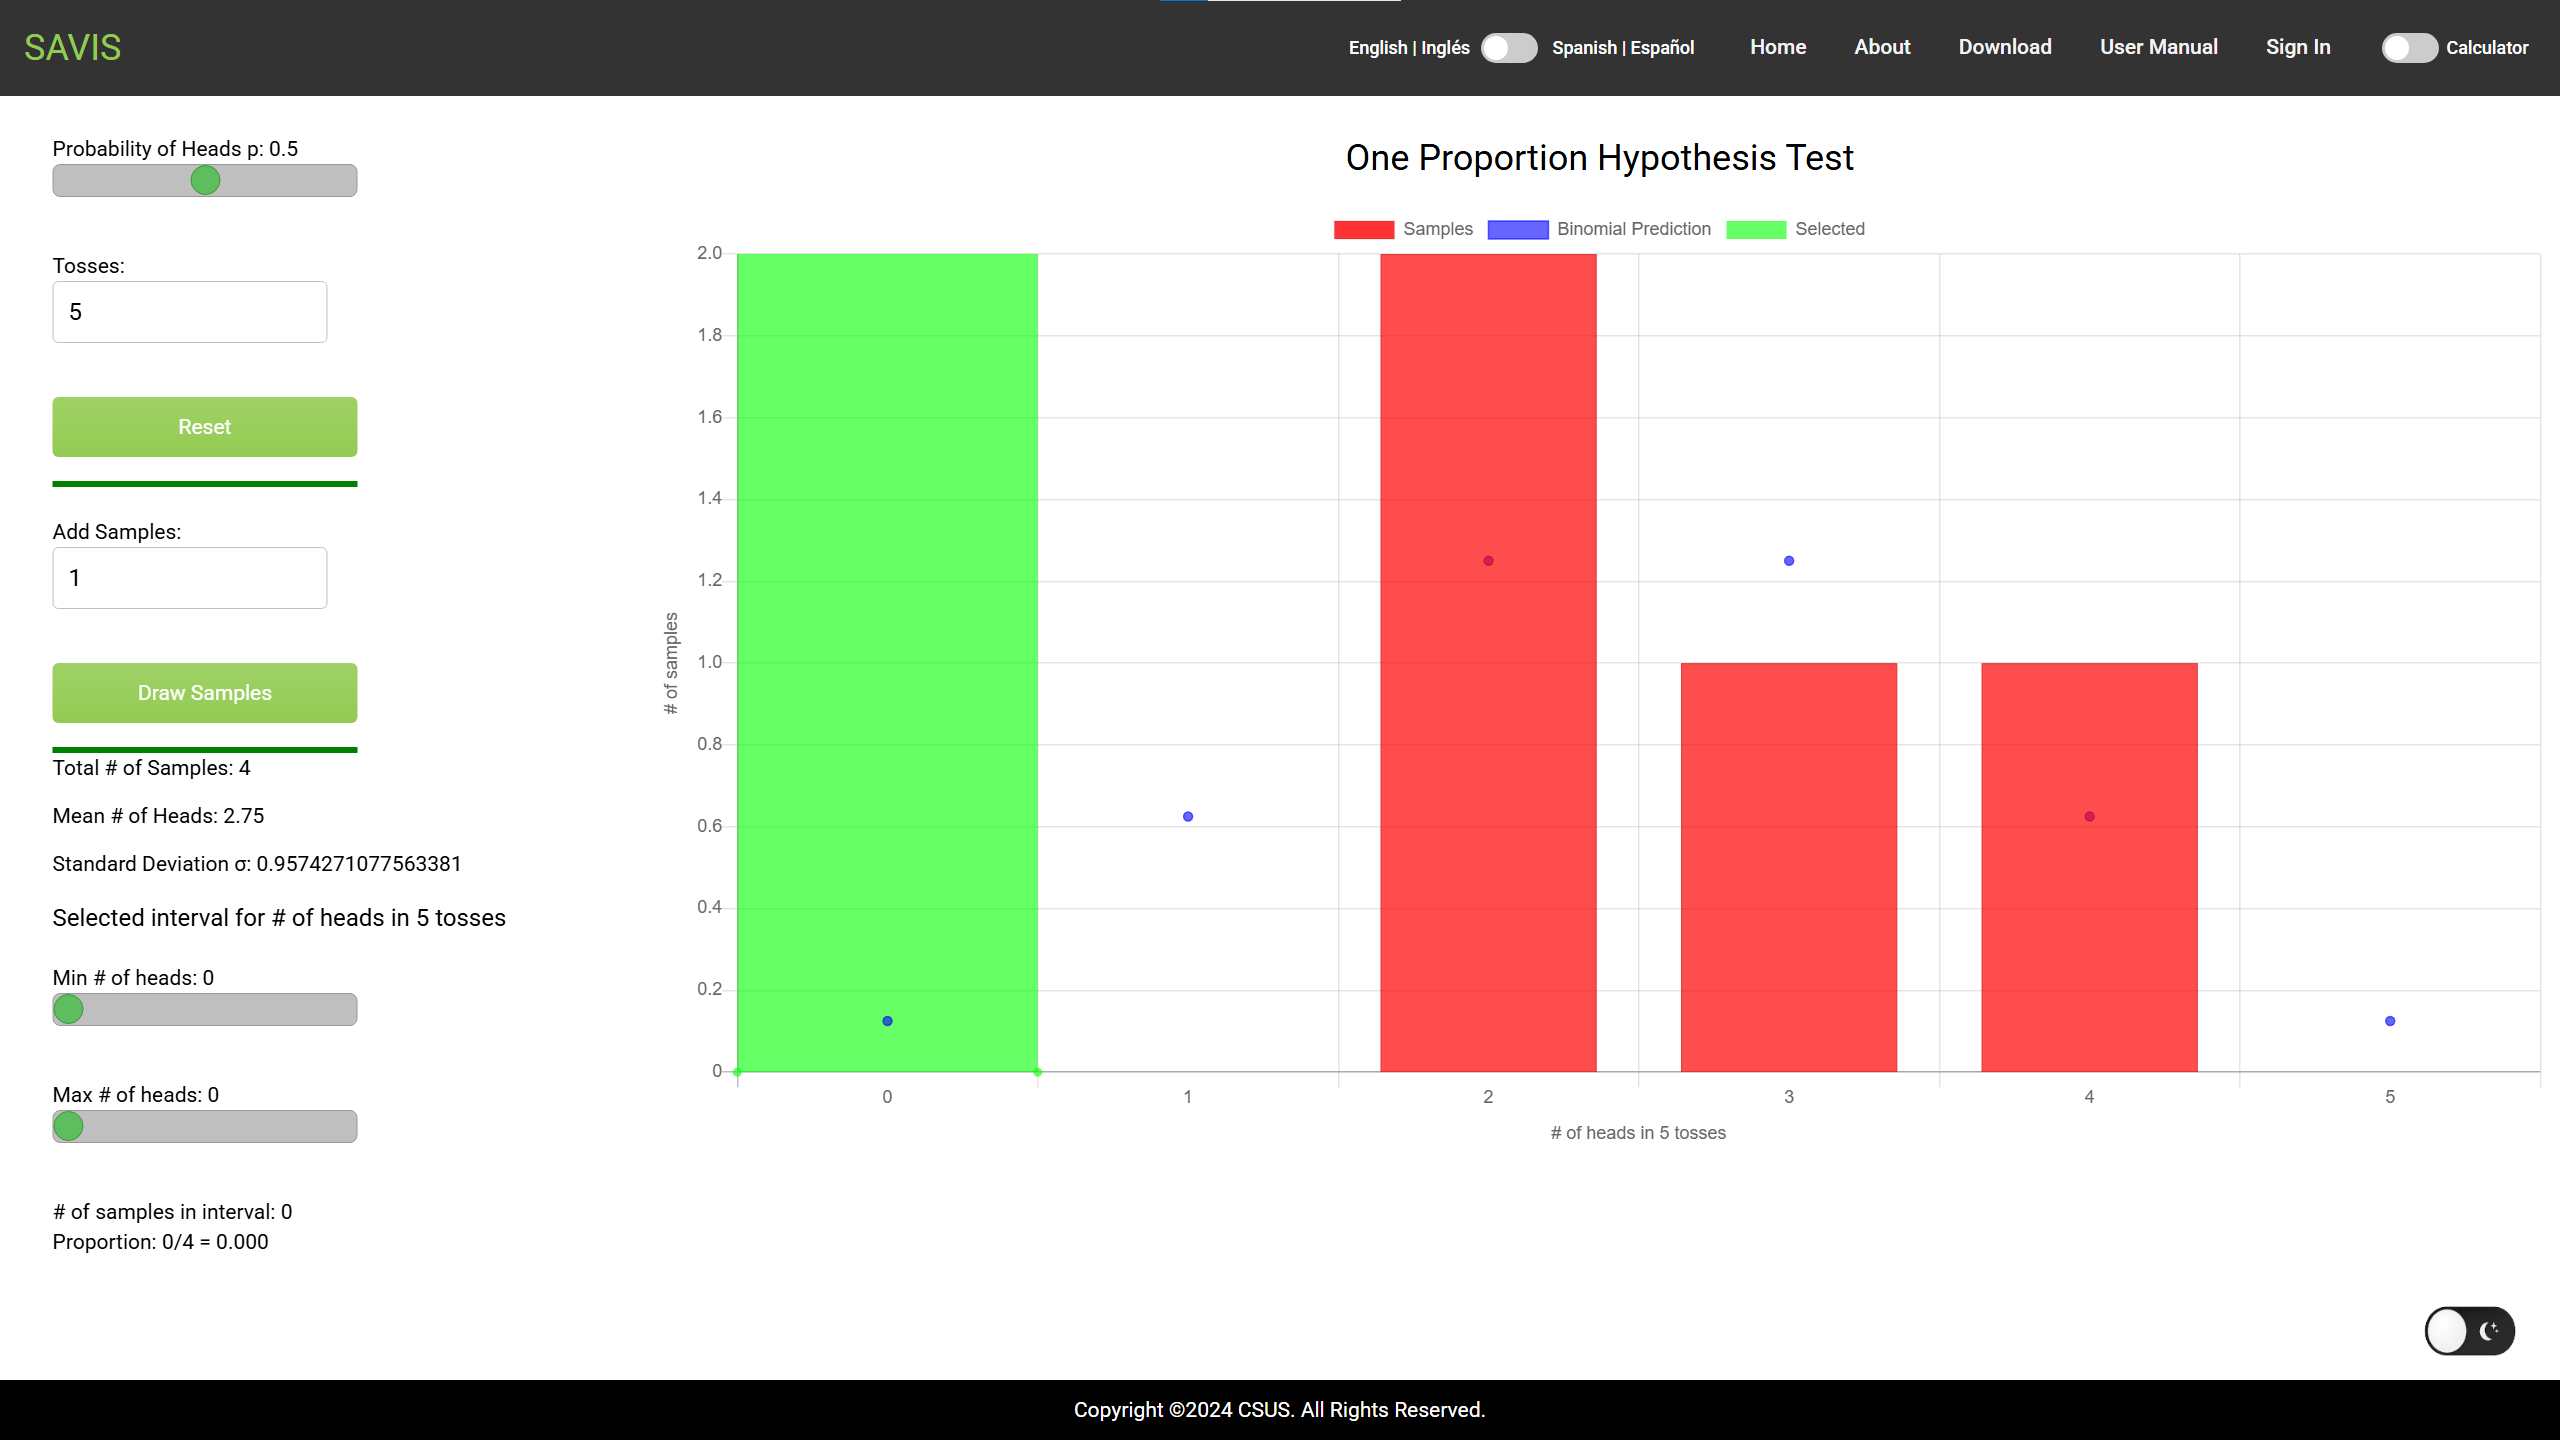 SAVIS
English | Inglés Spanish | Español Home About Download User Manual Sign In Calculator
Probability of Heads p: 0.5
Tosses:
5
Reset
Add Samples:
1
Draw Samples
Total # of Samples: 4
Mean # of Heads: 2.75
Standard Deviation σ: 0.9574271077563381
Selected interval for # of heads in 5 tosses
Min # of heads: 0
Max # of heads: 0
# of samples in interval: 0
Proportion: 0/4 = 0.000
One Proportion Hypothesis Test
Samples Binomial Prediction Selected
2.0
1.8
1.6
1.4
1.2
1.0
0.8
0.6
0.4
0.2
0
# of samples
0 1 2 3 4 5
# of heads in 5 tosses
Copyright ©2024 CSUS. All Rights Reserved.